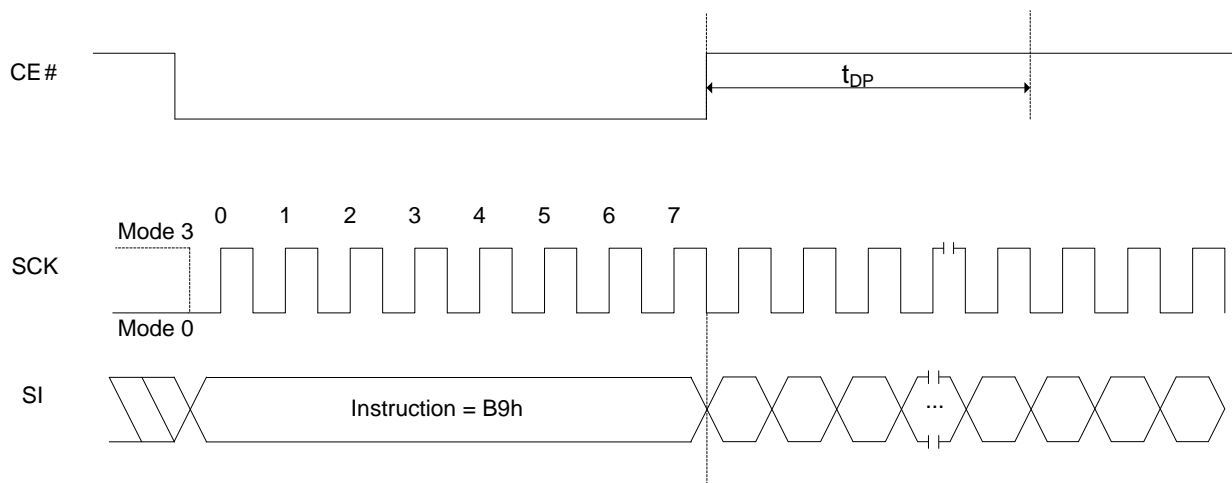 CE#
tDP
0 1 2 3 4 5 6 7
Mode 3
SCK
Mode 0
SI
Instruction = B9h
...